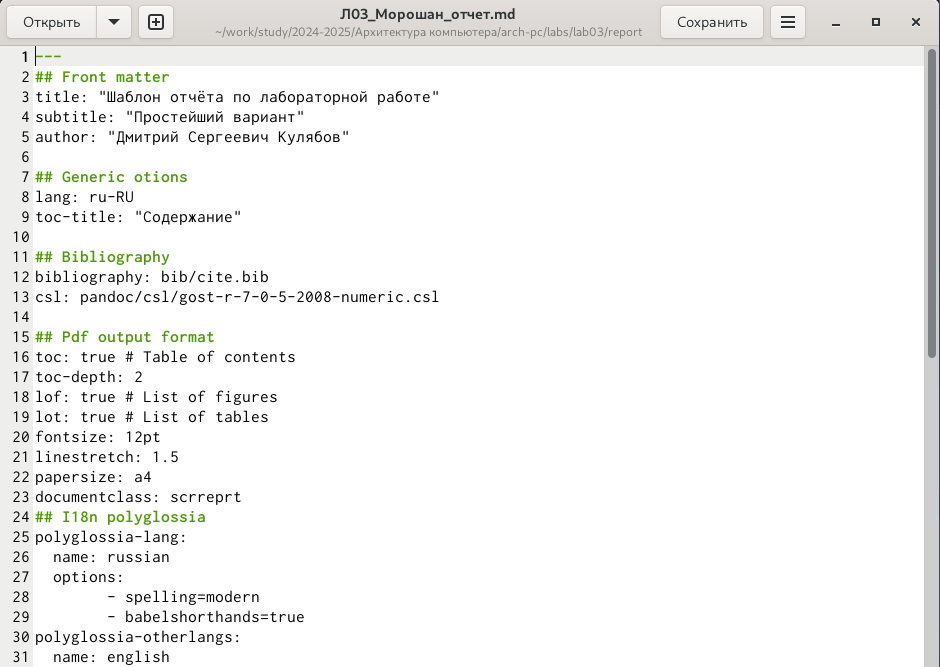 Открыть
Л03_Морошан_отчет.md
~/work/study/2024-2025/Архитектура компьютера/arch-pc/labs/lab03/report
Сохранить
1 ---
2 ## Front matter
3 title: "Шаблон отчёта по лабораторной работе"
4 subtitle: "Простейший вариант"
5 author: "Дмитрий Сергеевич Кулябов"
6
7 ## Generic otions
8 lang: ru-RU
9 toc-title: "Содержание"
10
11 ## Bibliography
12 bibliography: bib/cite.bib
13 csl: pandoc/csl/gost-r-7-0-5-2008-numeric.csl
14
15 ## Pdf output format
16 toc: true # Table of contents
17 toc-depth: 2
18 lof: true # List of figures
19 lot: true # List of tables
20 fontsize: 12pt
21 linestretch: 1.5
22 papersize: a4
23 documentclass: scrreprt
24 ## I18n polyglossia
25 polyglossia-lang:
26   name: russian
27   options:
28         - spelling=modern
29         - babelshorthands=true
30 polyglossia-otherlangs:
31   name: english